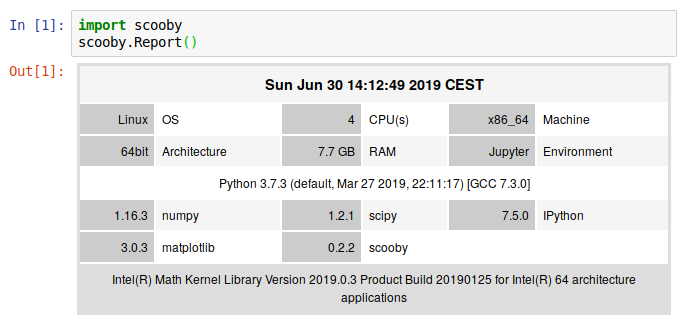 In [1]: import scooby
scooby.Report()
Out[1]:
Sun Jun 30 14:12:49 2019 CEST
Linux OS 4 CPU(s) x86_64 Machine
64bit Architecture 7.7 GB RAM Jupyter Environment
Python 3.7.3 (default, Mar 27 2019, 22:11:17) [GCC 7.3.0]
1.16.3 numpy 1.2.1 scipy 7.5.0 IPython
3.0.3 matplotlib 0.2.2 scooby
Intel(R) Math Kernel Library Version 2019.0.3 Product Build 20190125 for Intel(R) 64 architecture
applications